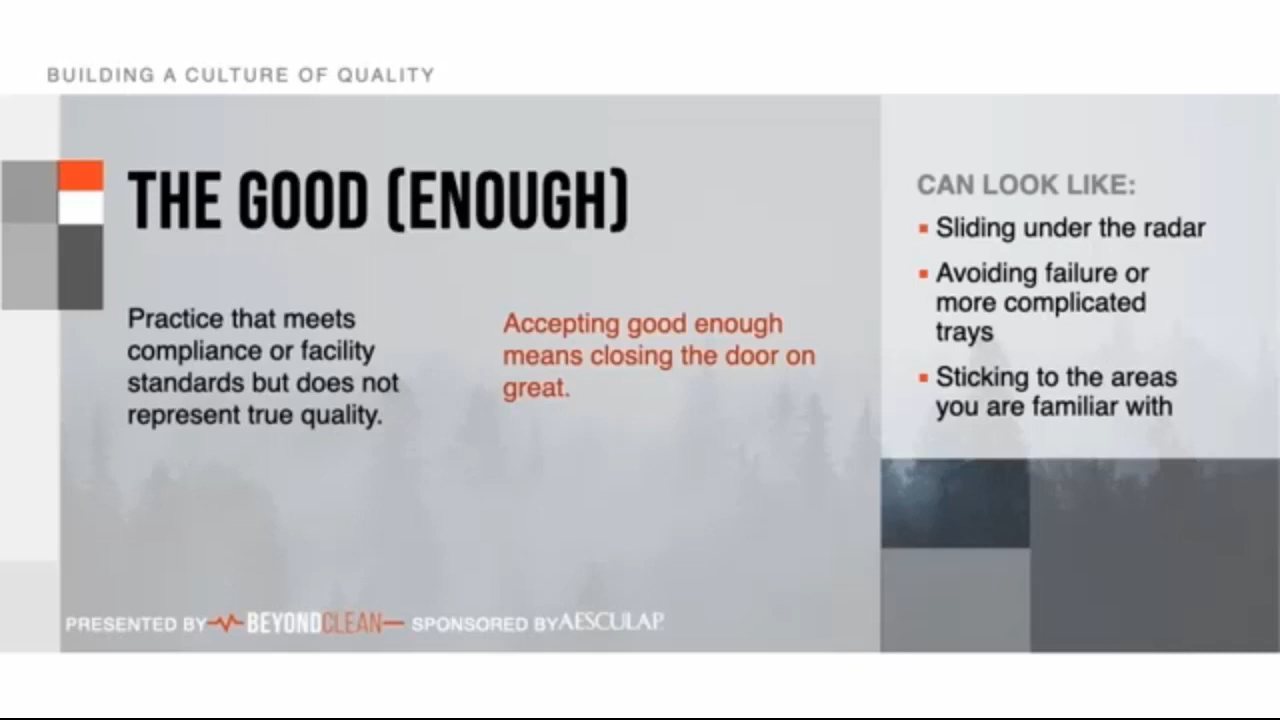 BUILDING A CULTURE OF QUALITY
THE GOOD (ENOUGH)
Practice that meets
compliance or facility
standards but does not
represent true quality.
Accepting good enough
means closing the door on
great.
CAN LOOK LIKE:
▪ Sliding under the radar
▪ Avoiding failure or
more complicated
trays
▪ Sticking to the areas
you are familiar with
PRESENTED BY BEYONDCLEAN SPONSORED BY AESCULAP